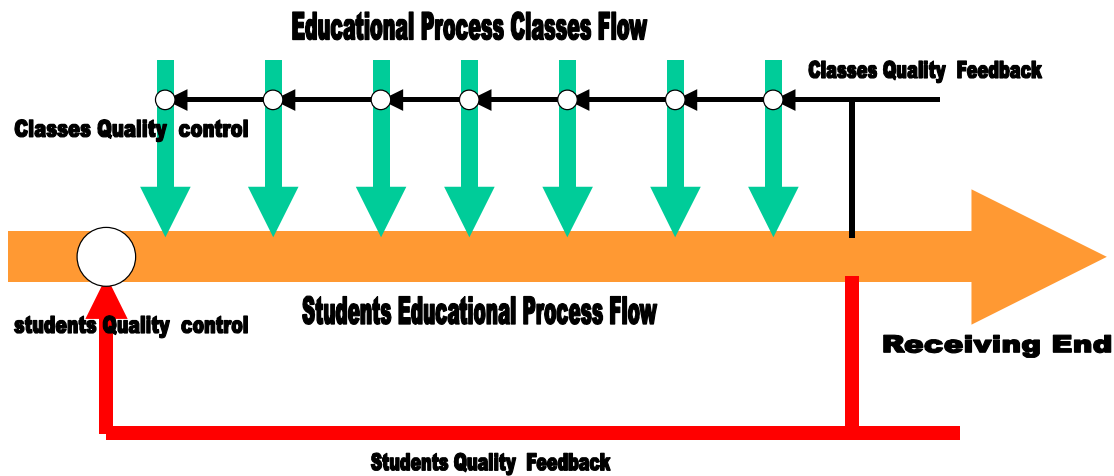 Educational Process Classes Flow
Classes Quality Feedback
Classes Quality control
Students Educational Process Flow
students Quality control
Receiving End
Students Quality Feedback